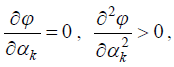 ∂φ/∂α_k = 0 , ∂²φ/∂α_k² > 0 ,